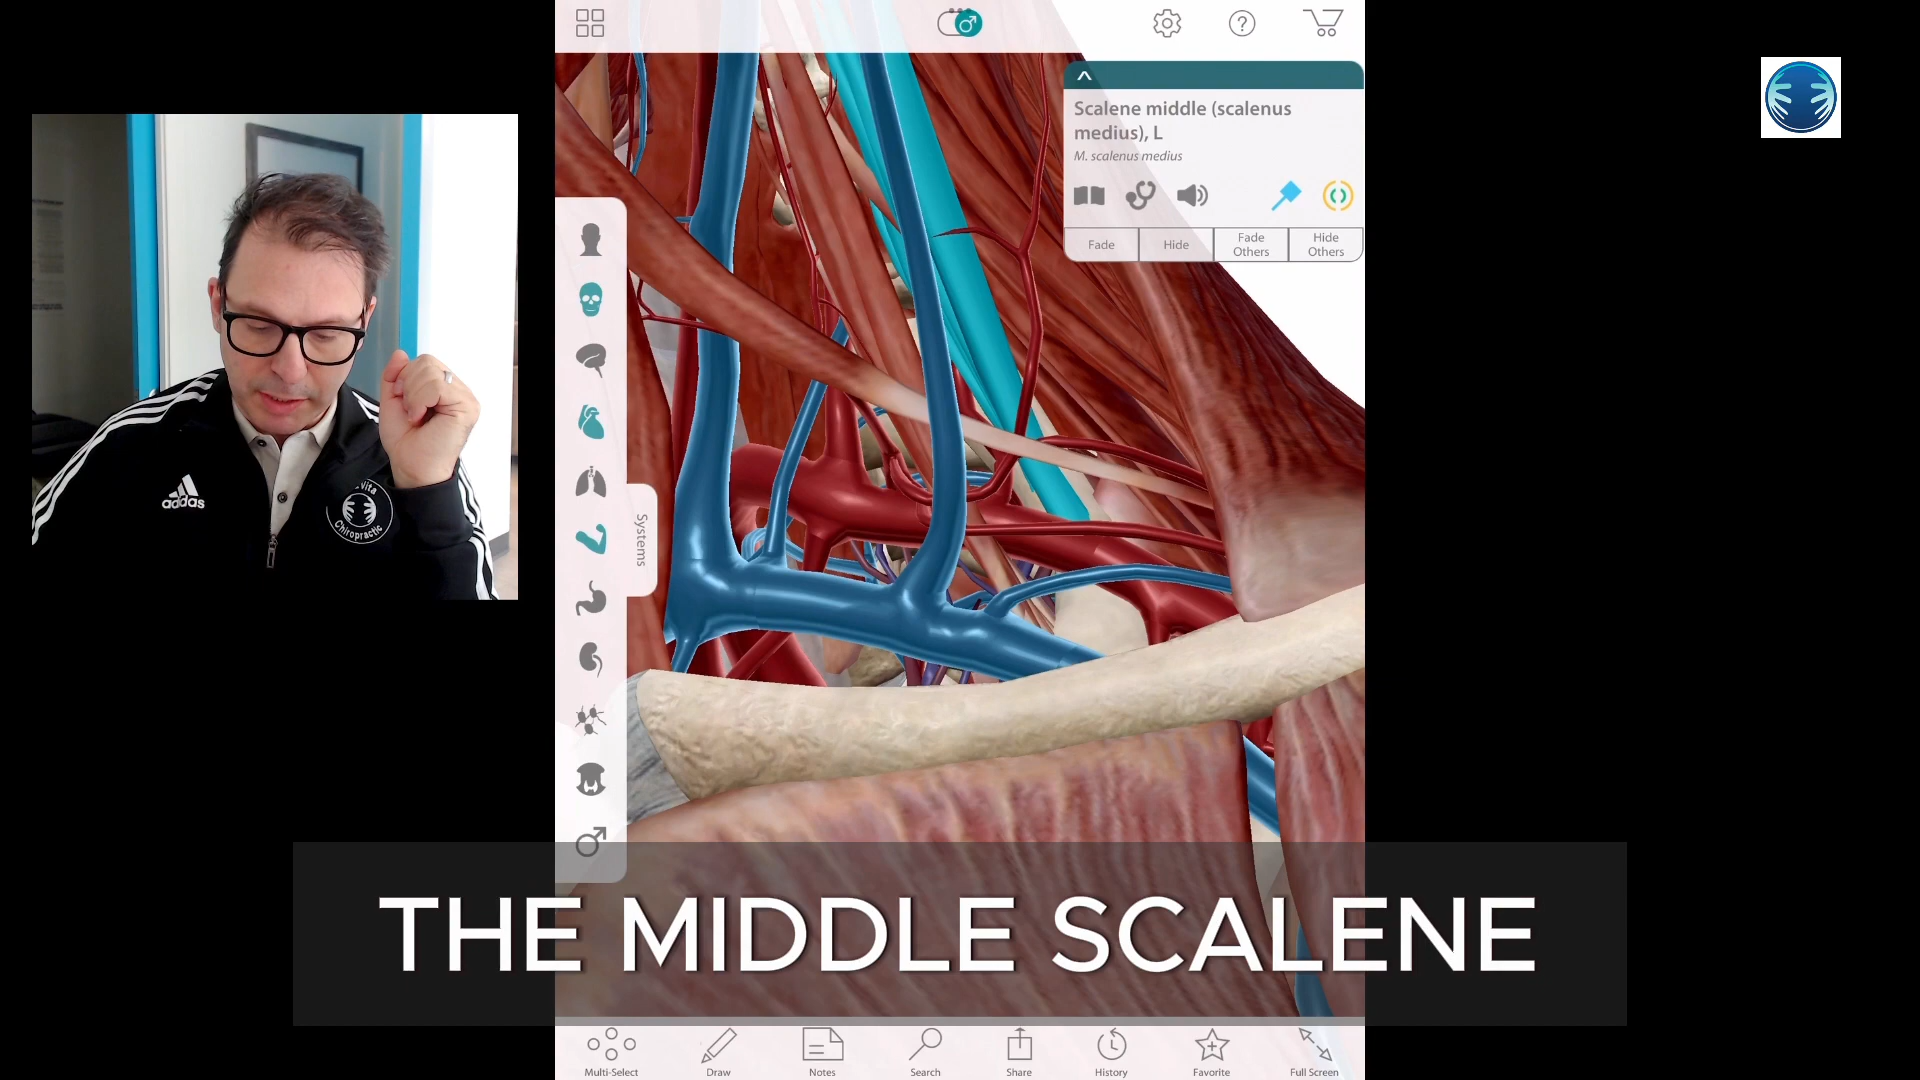 Scalene middle (scalenus
medius), L
M. scalenus medius
Fade
Hide
Fade
Others
Hide
Others
Systems
adidas
Vita
Chiropractic
THE MIDDLE SCALENE
Multi-Select
Draw
Notes
Search
Share
History
Favorite
Full Screen